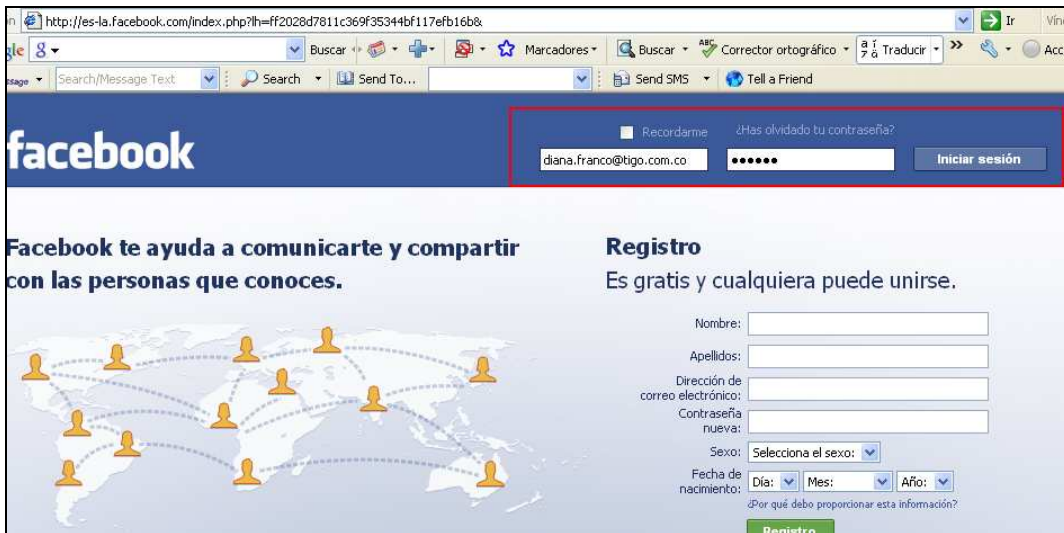 http://es-la.facebook.com/index.php?lh=ff2028d7811c369f35344bf117efb16b& Ir
Buscar Marcadores Buscar Corrector ortográfico Traducir »
Search/Message Text Search Send To... Send SMS Tell a Friend
facebook
Recordarme ¿Has olvidado tu contraseña?
diana.franco@tigo.com.co •••••• Iniciar sesión
Facebook te ayuda a comunicarte y compartir
con las personas que conoces.
Registro
Es gratis y cualquiera puede unirse.
Nombre:
Apellidos:
Dirección de
correo electrónico:
Contraseña
nueva:
Sexo: Selecciona el sexo:
Fecha de
nacimiento: Día: Mes: Año:
¿Por qué debo proporcionar esta información?
Registro